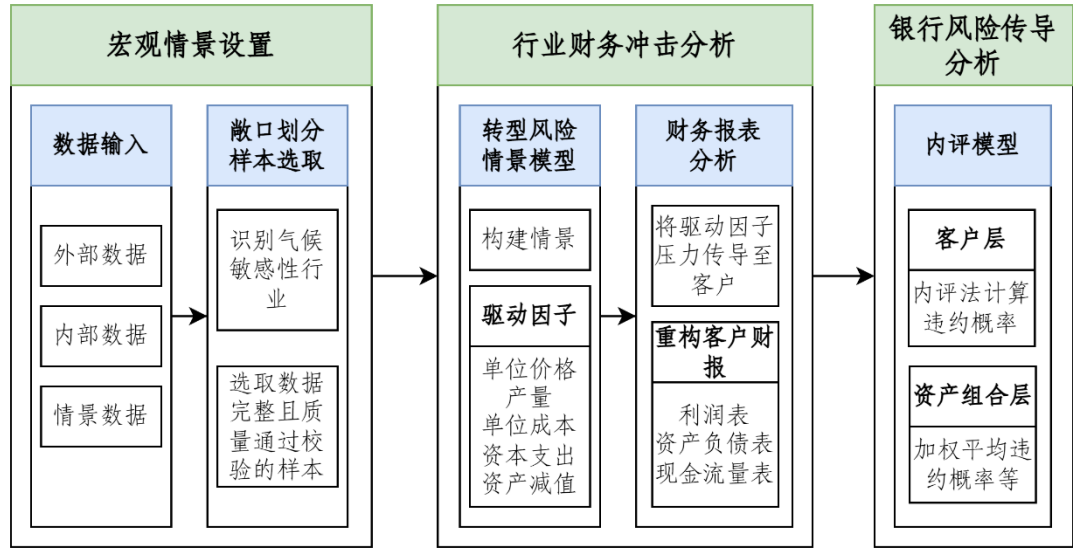 宏观情景设置
数据输入
外部数据
内部数据
情景数据
敞口划分
样本选取
识别气候
敏感性行
业
选取数据
完整且质
量通过校
验的样本
行业财务冲击分析
转型风险
情景模型
构建情景
驱动因子
单位价格
产量
单位成本
资本支出
资产减值
财务报表
分析
将驱动因子
压力传导至
客户
重构客户财
报
利润表
资产负债表
现金流量表
银行风险传导
分析
内评模型
客户层
内评法计算
违约概率
资产组合层
加权平均违
约概率等